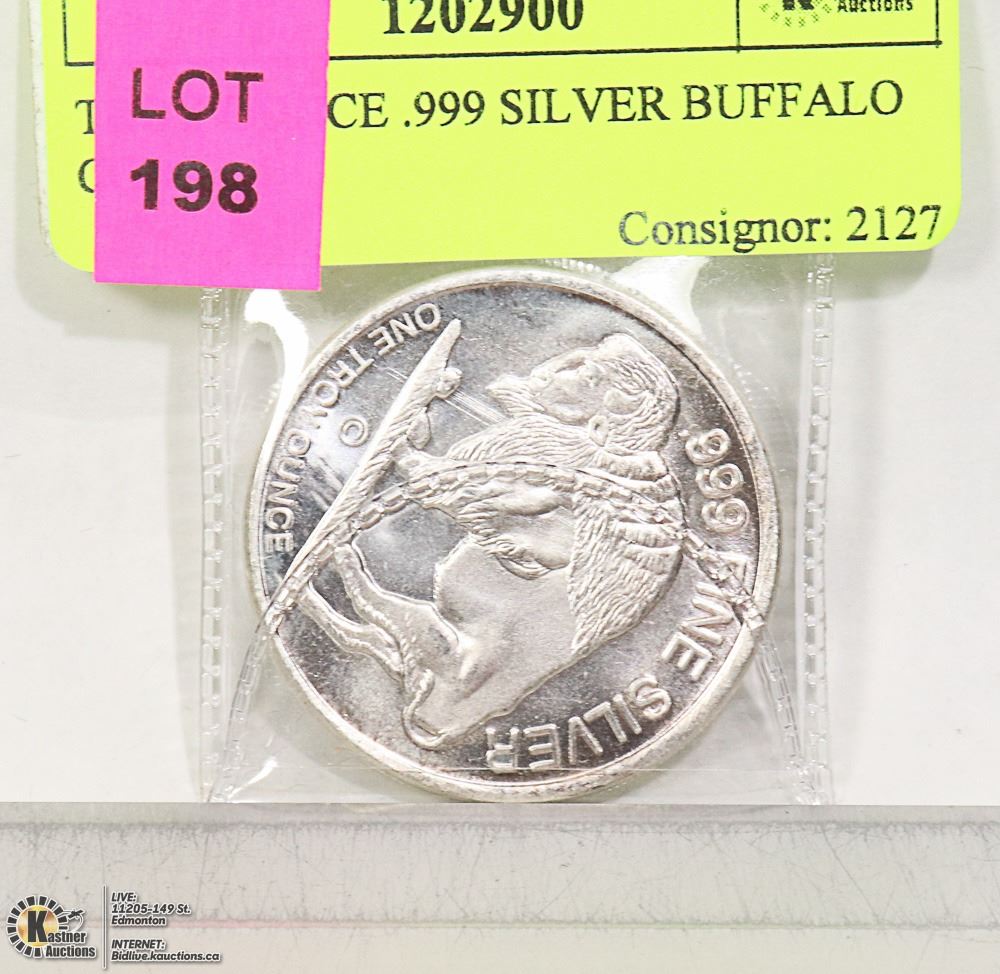 1202900
Auctions
LOT
198
CE .999 SILVER BUFFALO
Consignor: 2127
.999 FINE SILVER
ONE TROY OUNCE
©
Kastner
Auctions
LIVE:
11205-149 St.
Edmonton
INTERNET:
Bidlive.kauctions.ca